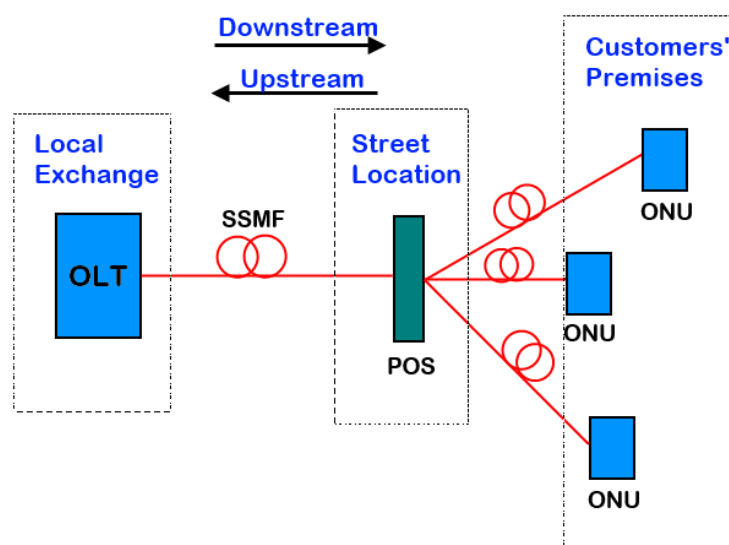 Downstream
Upstream
Customers'
Premises
Local
Exchange
Street
Location
SSMF
OLT
POS
ONU
ONU
ONU